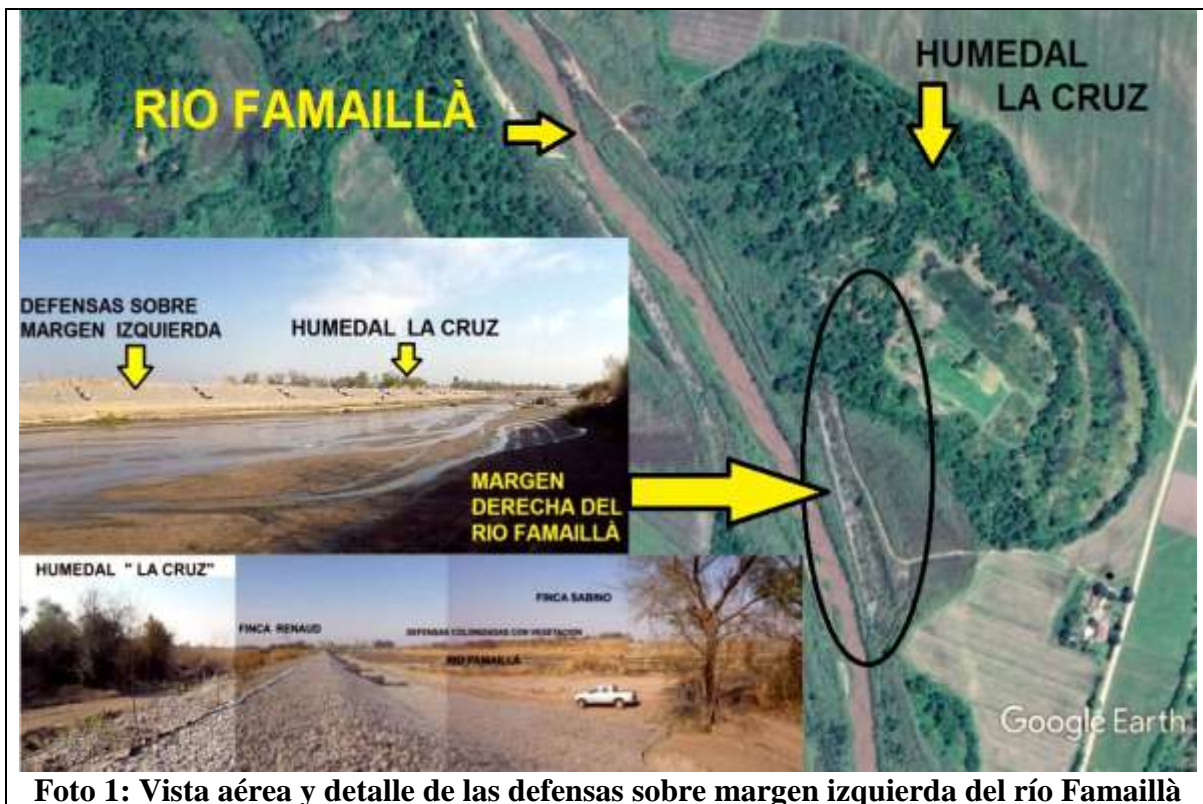 RIO FAMAILLÀ
HUMEDAL
LA CRUZ
DEFENSAS SOBRE
MARGEN IZQUIERDA
HUMEDAL LA CRUZ
MARGEN
DERECHA DEL
RIO FAMAILLÀ
HUMEDAL " LA CRUZ"
FINCA RENAUD
FINCA SABINO
DEFENSAS COLONIZADAS CON VEGETACION
RIO FAMAILLÀ
Google Earth
Foto 1: Vista aérea y detalle de las defensas sobre margen izquierda del río Famaillà